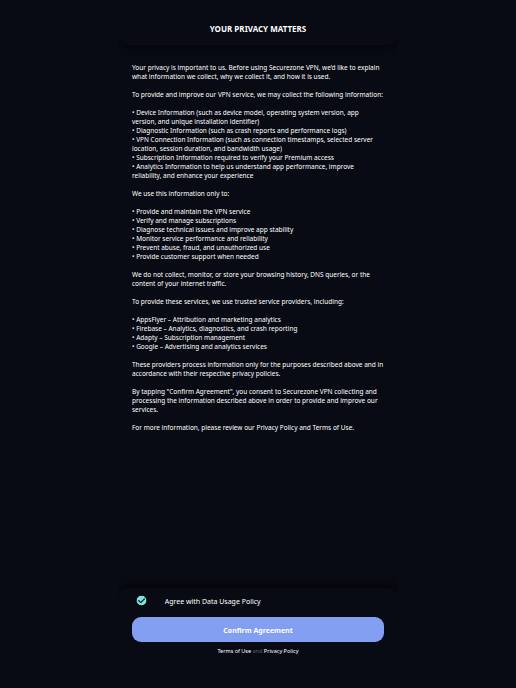 YOUR PRIVACY MATTERS
Your privacy is important to us. Before using Securezone VPN, we'd like to explain
what information we collect, why we collect it, and how it is used.
To provide and improve our VPN service, we may collect the following information:
• Device Information (such as device model, operating system version, app
version, and unique installation identifier)
• Diagnostic Information (such as crash reports and performance logs)
• VPN Connection Information (such as connection timestamps, selected server
location, session duration, and bandwidth usage)
• Subscription Information required to verify your Premium access
• Analytics Information to help us understand app performance, improve
reliability, and enhance your experience
We use this information only to:
• Provide and maintain the VPN service
• Verify and manage subscriptions
• Diagnose technical issues and improve app stability
• Monitor service performance and reliability
• Prevent abuse, fraud, and unauthorized use
• Provide customer support when needed
We do not collect, monitor, or store your browsing history, DNS queries, or the
content of your internet traffic.
To provide these services, we use trusted service providers, including:
• AppsFlyer – Attribution and marketing analytics
• Firebase – Analytics, diagnostics, and crash reporting
• Adapty – Subscription management
• Google – Advertising and analytics services
These providers process information only for the purposes described above and in
accordance with their respective privacy policies.
By tapping "Confirm Agreement", you consent to Securezone VPN collecting and
processing the information described above in order to provide and improve our
services.
For more information, please review our Privacy Policy and Terms of Use.
Agree with Data Usage Policy
Confirm Agreement
Terms of Use and Privacy Policy